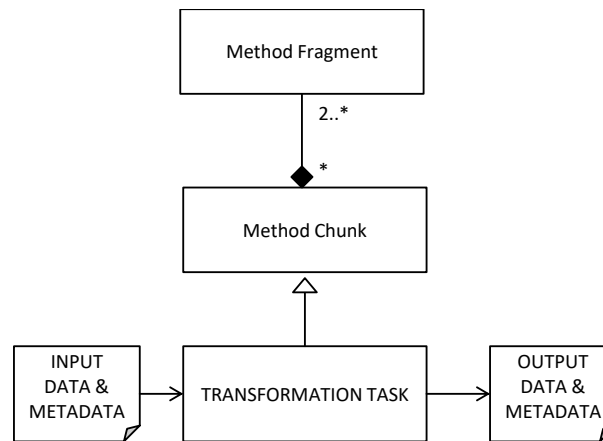 Method Fragment
2..*
*
Method Chunk
INPUT
DATA &
METADATA
TRANSFORMATION TASK
OUTPUT
DATA &
METADATA